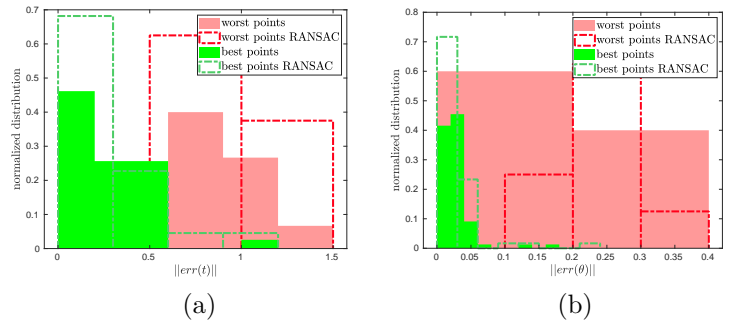 worst points
worst points RANSAC
best points
best points RANSAC
normalized distribution
0.7
0.6
0.5
0.4
0.3
0.2
0.1
0
0 0.5 1 1.5
||err(t)||
(a)
worst points
worst points RANSAC
best points
best points RANSAC
normalized distribution
0.8
0.7
0.6
0.5
0.4
0.3
0.2
0.1
0
0 0.05 0.1 0.15 0.2 0.25 0.3 0.35 0.4
||err(θ)||
(b)